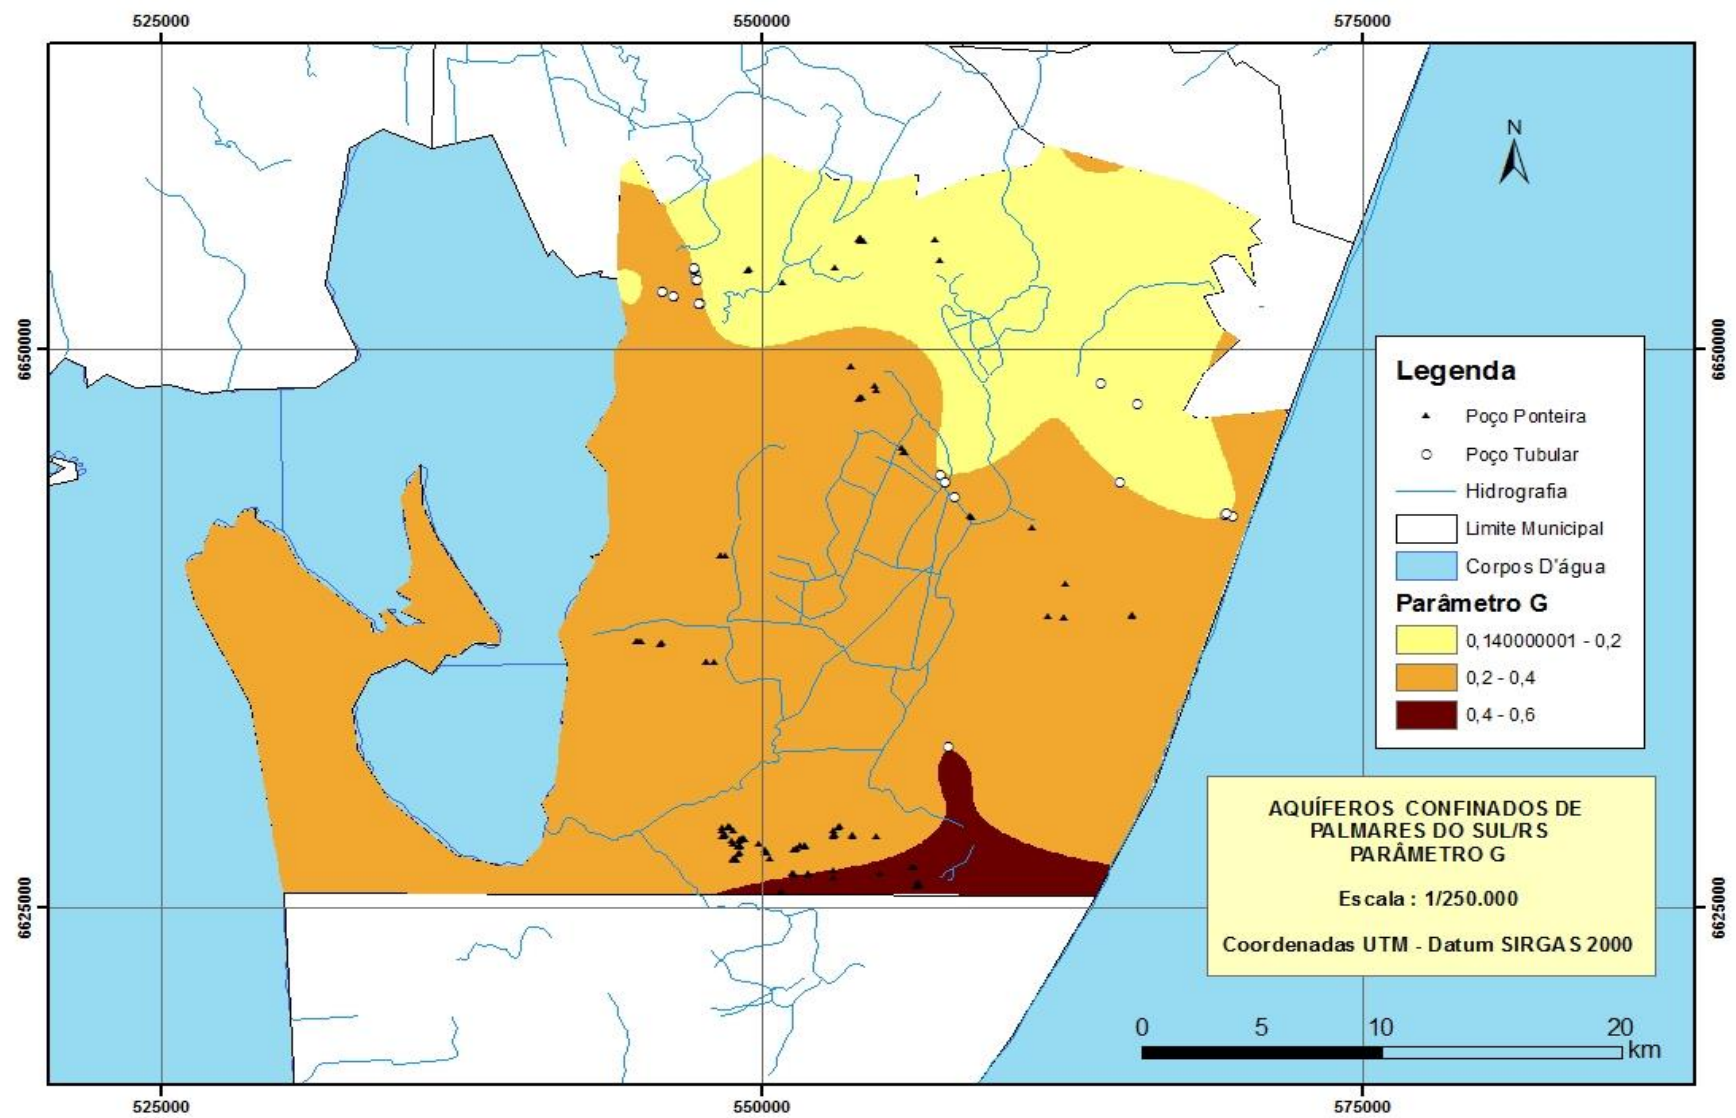 525000
550000
575000
6650000
6650000
N
Legenda
Poço Ponteira
Poço Tubular
Hidrografia
Limite Municipal
Corpos D'água
Parâmetro G
0,140000001 - 0,2
0,2 - 0,4
0,4 - 0,6
AQUÍFEROS CONFINADOS DE
PALMARES DO SUL/RS
PARÂMETRO G
Escala : 1/250.000
Coordenadas UTM - Datum SIRGAS 2000
6625000
6625000
0 5 10 20
km
525000
550000
575000